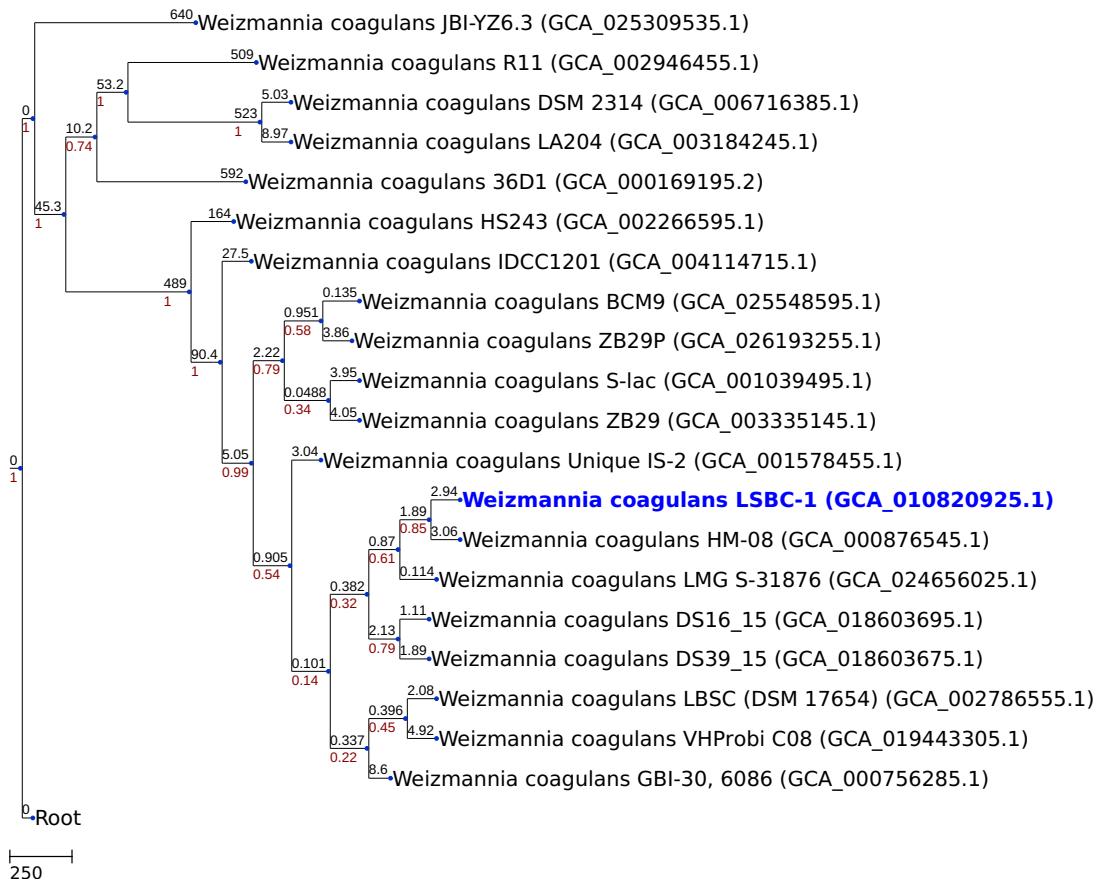 640 Weizmannia coagulans JBI-YZ6.3 (GCA_025309535.1)
509 Weizmannia coagulans R11 (GCA_002946455.1)
53.2
5.03 Weizmannia coagulans DSM 2314 (GCA_006716385.1)
0
1
523
1
10.2
0.74
8.97 Weizmannia coagulans LA204 (GCA_003184245.1)
592 Weizmannia coagulans 36D1 (GCA_000169195.2)
45.3
1
164 Weizmannia coagulans HS243 (GCA_002266595.1)
27.5 Weizmannia coagulans IDCC1201 (GCA_004114715.1)
489
1
0.135 Weizmannia coagulans BCM9 (GCA_025548595.1)
0.951
0.58
3.86 Weizmannia coagulans ZB29P (GCA_026193255.1)
90.4
1
2.22
0.79
3.95 Weizmannia coagulans S-lac (GCA_001039495.1)
0.0488
0.34
4.05 Weizmannia coagulans ZB29 (GCA_003335145.1)
5.05
0.99
3.04 Weizmannia coagulans Unique IS-2 (GCA_001578455.1)
0
1
2.94 Weizmannia coagulans LSBC-1 (GCA_010820925.1)
1.89
0.85
3.06 Weizmannia coagulans HM-08 (GCA_000876545.1)
0.87
0.61
0.905
0.54
0.114 Weizmannia coagulans LMG S-31876 (GCA_024656025.1)
0.382
0.32
1.11 Weizmannia coagulans DS16_15 (GCA_018603695.1)
2.13
0.79
1.89 Weizmannia coagulans DS39_15 (GCA_018603675.1)
0.101
0.14
2.08 Weizmannia coagulans LBSC (DSM 17654) (GCA_002786555.1)
0.396
0.45
4.92 Weizmannia coagulans VHProbi C08 (GCA_019443305.1)
0.337
0.22
8.6 Weizmannia coagulans GBI-30, 6086 (GCA_000756285.1)
0 Root
250